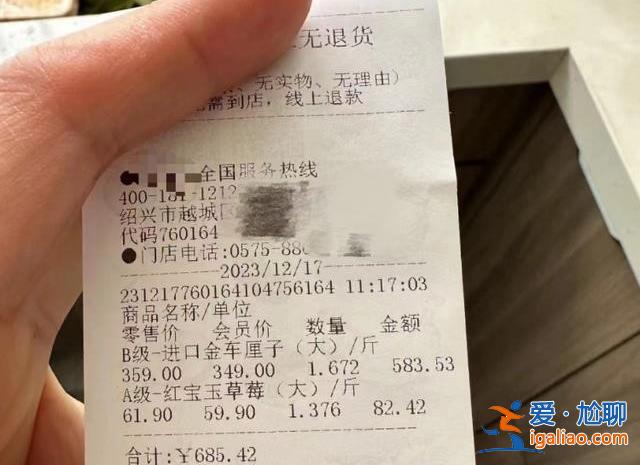 无退货
、无实物、无理由)
需到店，线上退款
●全国服务热线
绍兴市越城
代码760164
●门店电话:0575-88
2023/12/17
231217760164104756164 11:17:03
商品名称/单位
零售价 会员价 数量 金额
B级-进口金车厘子（大）/斤
359.00 349.00 1.672 583.53
A级-红宝玉草莓（大）/斤
61.90 59.90 1.376 82.42
合计:￥685.42
爱·尬聊
igaliao.com